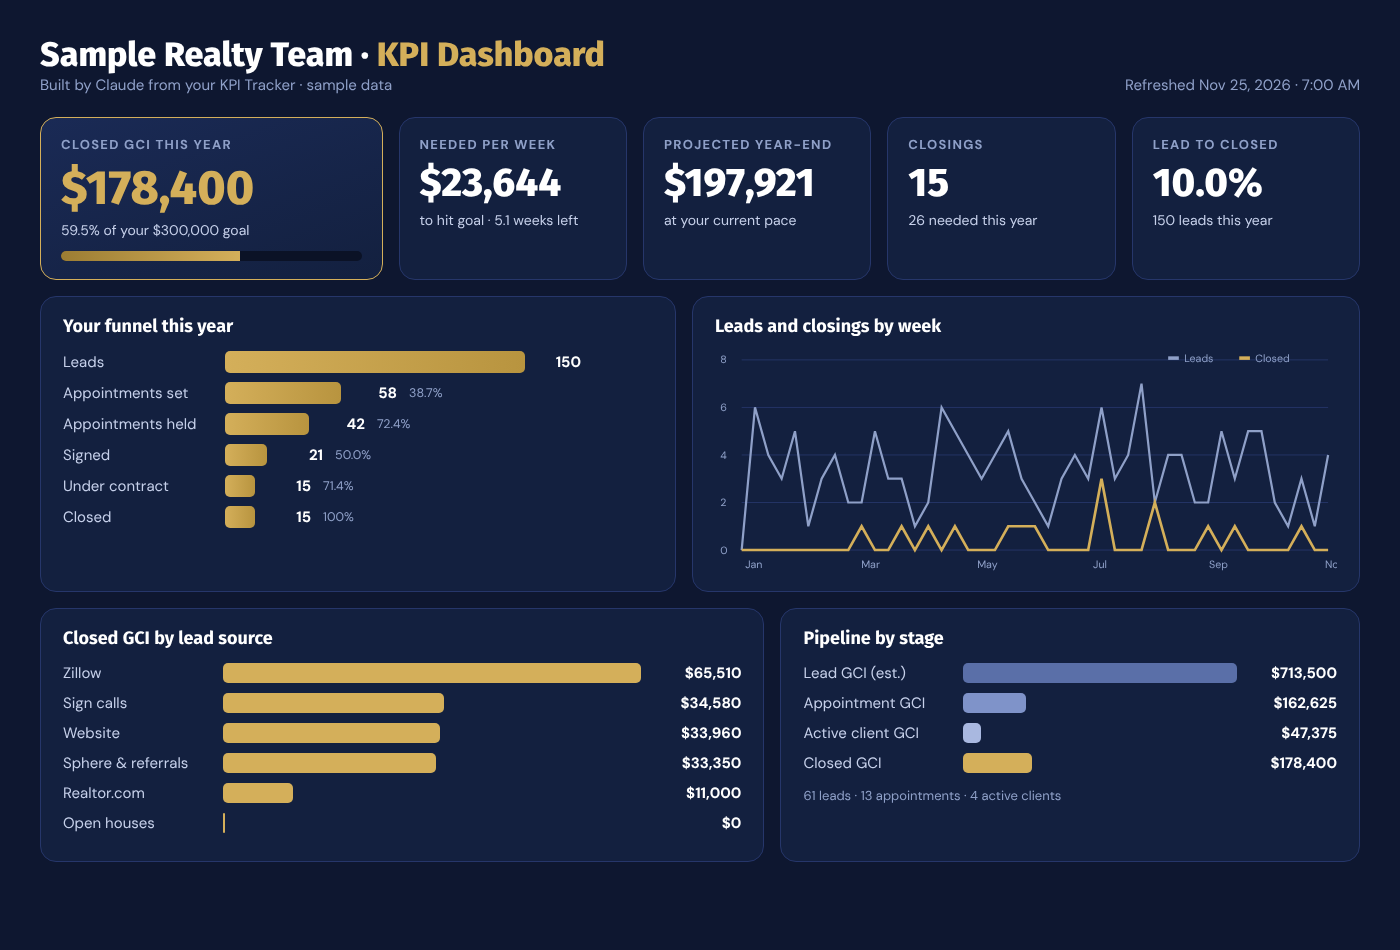 Sample Realty Team · KPI Dashboard
Built by Claude from your KPI Tracker · sample data
Refreshed Nov 25, 2026 · 7:00 AM
CLOSED GCI THIS YEAR
$178,400
59.5% of your $300,000 goal
NEEDED PER WEEK
$23,644
to hit goal · 5.1 weeks left
PROJECTED YEAR-END
$197,921
at your current pace
CLOSINGS
15
26 needed this year
LEAD TO CLOSED
10.0%
150 leads this year
Your funnel this year
Leads 150
Appointments set 58 38.7%
Appointments held 42 72.4%
Signed 21 50.0%
Under contract 15 71.4%
Closed 15 100%
Leads and closings by week
Leads Closed
8
6
4
2
0
Jan Mar May Jul Sep No
Closed GCI by lead source
Zillow $65,510
Sign calls $34,580
Website $33,960
Sphere & referrals $33,350
Realtor.com $11,000
Open houses $0
Pipeline by stage
Lead GCI (est.) $713,500
Appointment GCI $162,625
Active client GCI $47,375
Closed GCI $178,400
61 leads · 13 appointments · 4 active clients